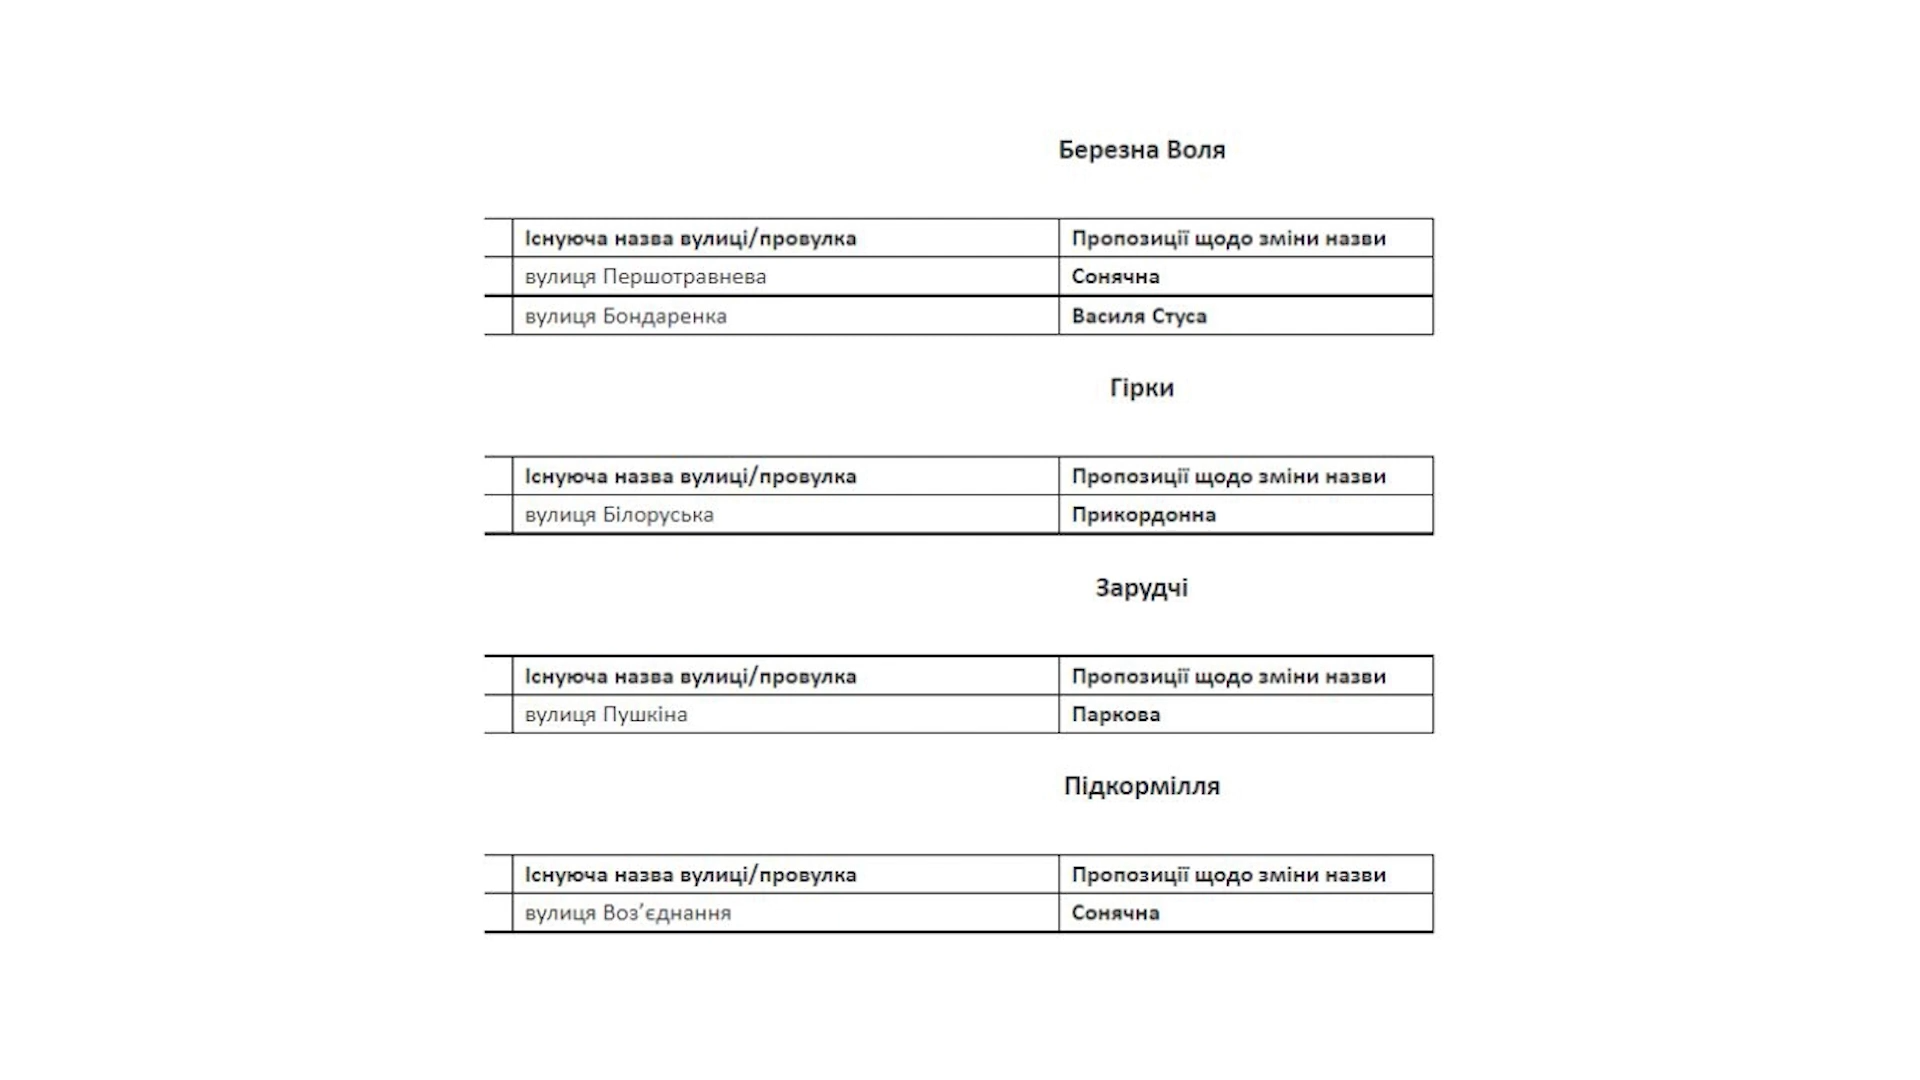 Березна Воля
Існуюча назва вулиці/провулка Пропозиції щодо зміни назви
вулиця Першотравнева Сонячна
вулиця Бондаренка Василя Стуса
Гірки
Існуюча назва вулиці/провулка Пропозиції щодо зміни назви
вулиця Білоруська Прикордонна
Зарудчі
Існуюча назва вулиці/провулка Пропозиції щодо зміни назви
вулиця Пушкіна Паркова
Підкормілля
Існуюча назва вулиці/провулка Пропозиції щодо зміни назви
вулиця Воз’єднання Сонячна